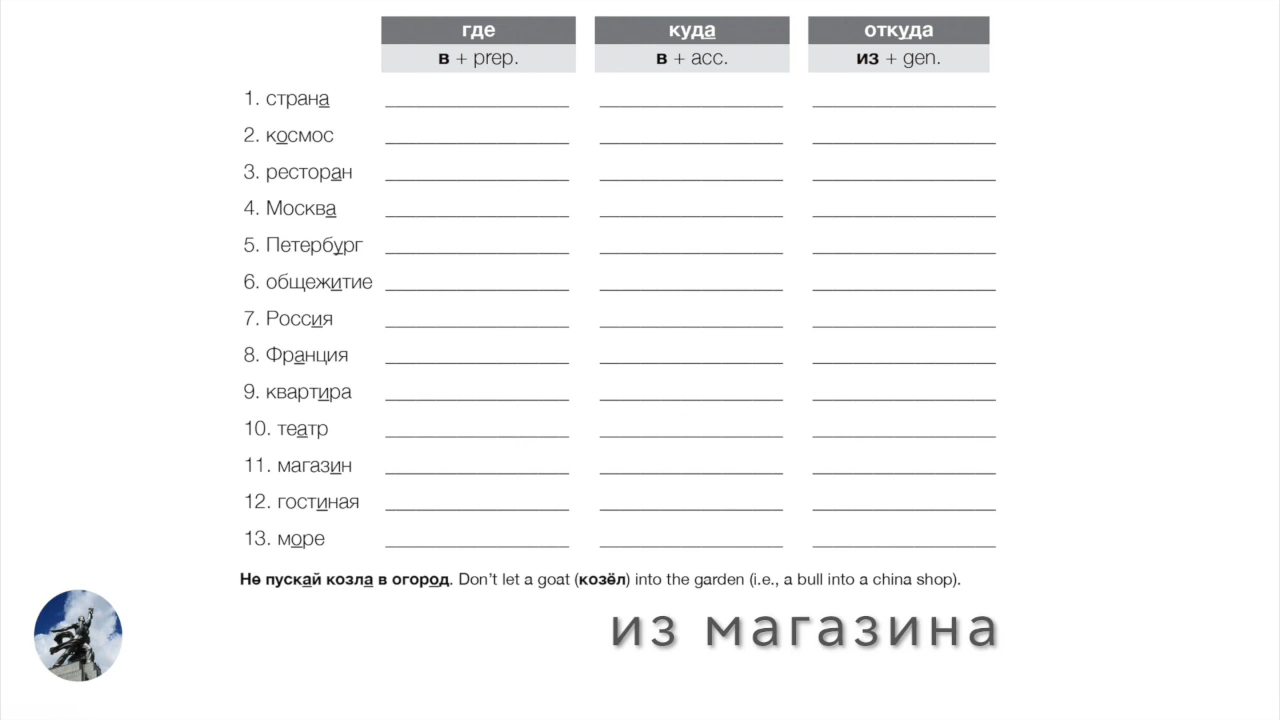 где куда откуда
в + prep. в + acc. из + gen.
1. страна
2. космос
3. ресторан
4. Москва
5. Петербург
6. общежитие
7. Россия
8. Франция
9. квартира
10. театр
11. магазин
12. гостиная
13. море
Не пускай козла в огород. Don't let a goat (козёл) into the garden (i.e., a bull into a china shop).
из магазина